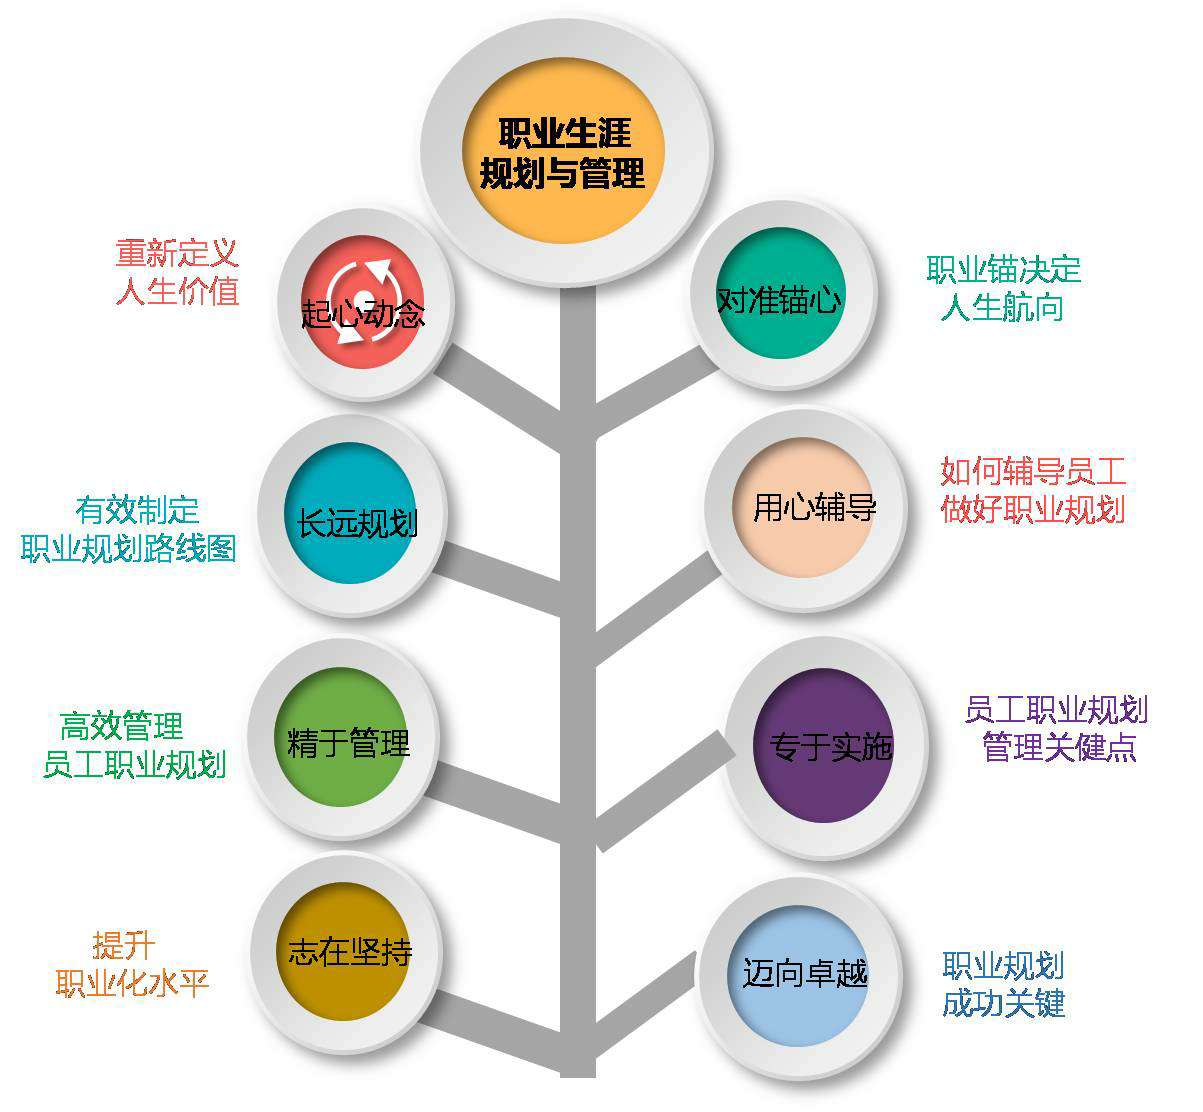 职业生涯
规划与管理
重新定义
人生价值
起心动念
对准锚心
职业锚决定
人生航向
有效制定
职业规划路线图
长远规划
用心辅导
如何辅导员工
做好职业规划
高效管理
员工职业规划
精于管理
专于实施
员工职业规划
管理关健点
提升
职业化水平
志在坚持
迈向卓越
职业规划
成功关键